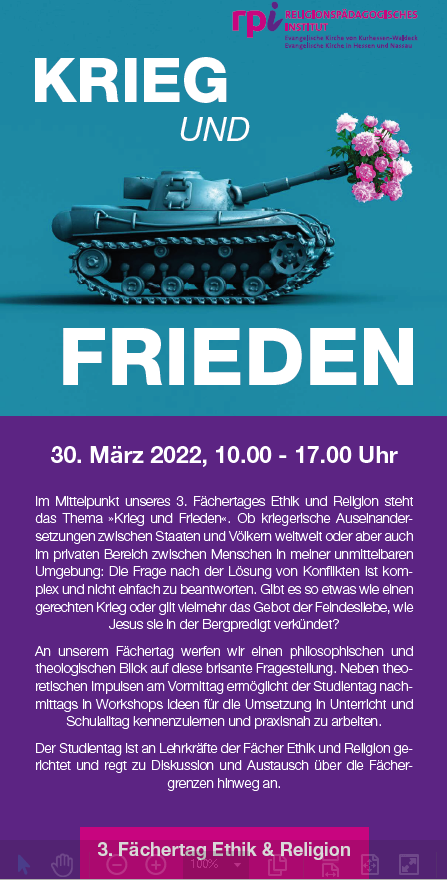 rpi RELIGIONSPÄDAGOGISCHES
INSTITUT
Evangelische Kirche von Kurhessen-Waldeck
Evangelische Kirche in Hessen und Nassau
KRIEG
UND
FRIEDEN
30. März 2022, 10.00 - 17.00 Uhr
Im Mittelpunkt unseres 3. Fächertages Ethik und Religion steht
das Thema »Krieg und Frieden«. Ob kriegerische Auseinander-
setzungen zwischen Staaten und Völkern weltweit oder aber auch
im privaten Bereich zwischen Menschen in meiner unmittelbaren
Umgebung: Die Frage nach der Lösung von Konflikten ist kom-
plex und nicht einfach zu beantworten. Gibt es so etwas wie einen
gerechten Krieg oder gilt vielmehr das Gebot der Feindesliebe, wie
Jesus sie in der Bergpredigt verkündet?
An unserem Fächertag werfen wir einen philosophischen und
theologischen Blick auf diese brisante Fragestellung. Neben theo-
retischen Impulsen am Vormittag ermöglicht der Studientag nach-
mittags in Workshops Ideen für die Umsetzung in Unterricht und
Schulalltag kennenzulernen und praxisnah zu arbeiten.
Der Studientag ist an Lehrkräfte der Fächer Ethik und Religion ge-
richtet und regt zu Diskussion und Austausch über die Fächer-
grenzen hinweg an.
3. Fächertag Ethik & Religion
100%